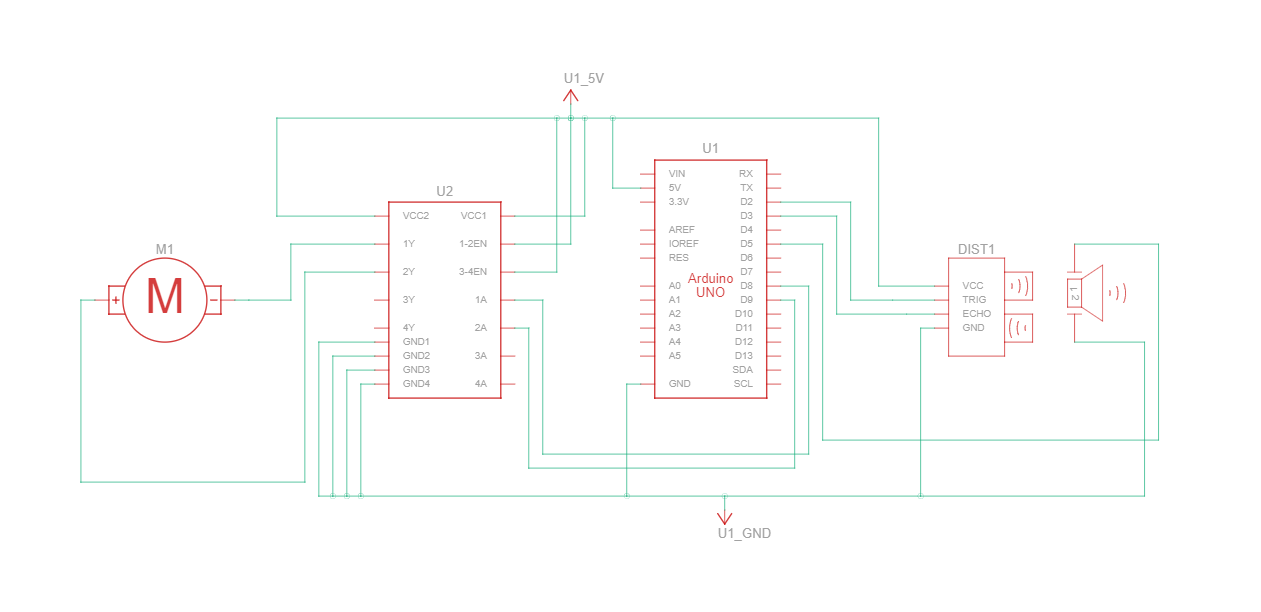 U1_5V
U1
VIN RX
5V TX
3.3V D2
D3
AREF D4
IOREF D5
RES D6
D7
Arduino
UNO
A0 D8
A1 D9
A2 D10
A3 D11
A4 D12
A5 D13
SDA
GND SCL
U2
VCC2 VCC1
1Y 1-2EN
2Y 3-4EN
3Y 1A
4Y 2A
GND1
GND2 3A
GND3
GND4 4A
M1
+ M -
DIST1
VCC
TRIG
ECHO
GND
1 2
U1_GND